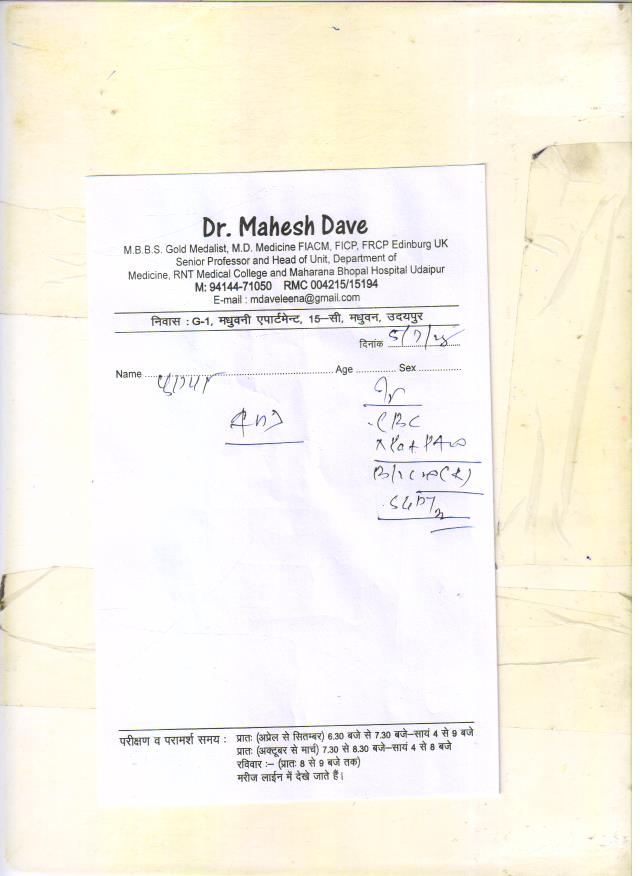 Dr. Mahesh Dave
M.B.B.S. Gold Medalist, M.D. Medicine FIACM, FICP, FRCP Edinburg UK
Senior Professor and Head of Unit, Department of
Medicine, RNT Medical College and Maharana Bhopal Hospital Udaipur
M: 94144-71050 RMC 004215/15194
E-mail : mdaveleena@gmail.com
निवास : G-1, मधुवनी एपार्टमेन्ट, 15–सी, मधुवन, उदयपुर
दिनांक
Name Age Sex
CBC
परीक्षण व परामर्श समय : प्रातः (अप्रेल से सितम्बर) 6.30 बजे से 7.30 बजे–सायं 4 से 9 बजे
प्रातः (अक्टूबर से मार्च) 7.30 से 8.30 बजे–सायं 4 से 8 बजे
रविवार :– (प्रातः 8 से 9 बजे तक)
मरीज लाईन में देखे जाते हैं।